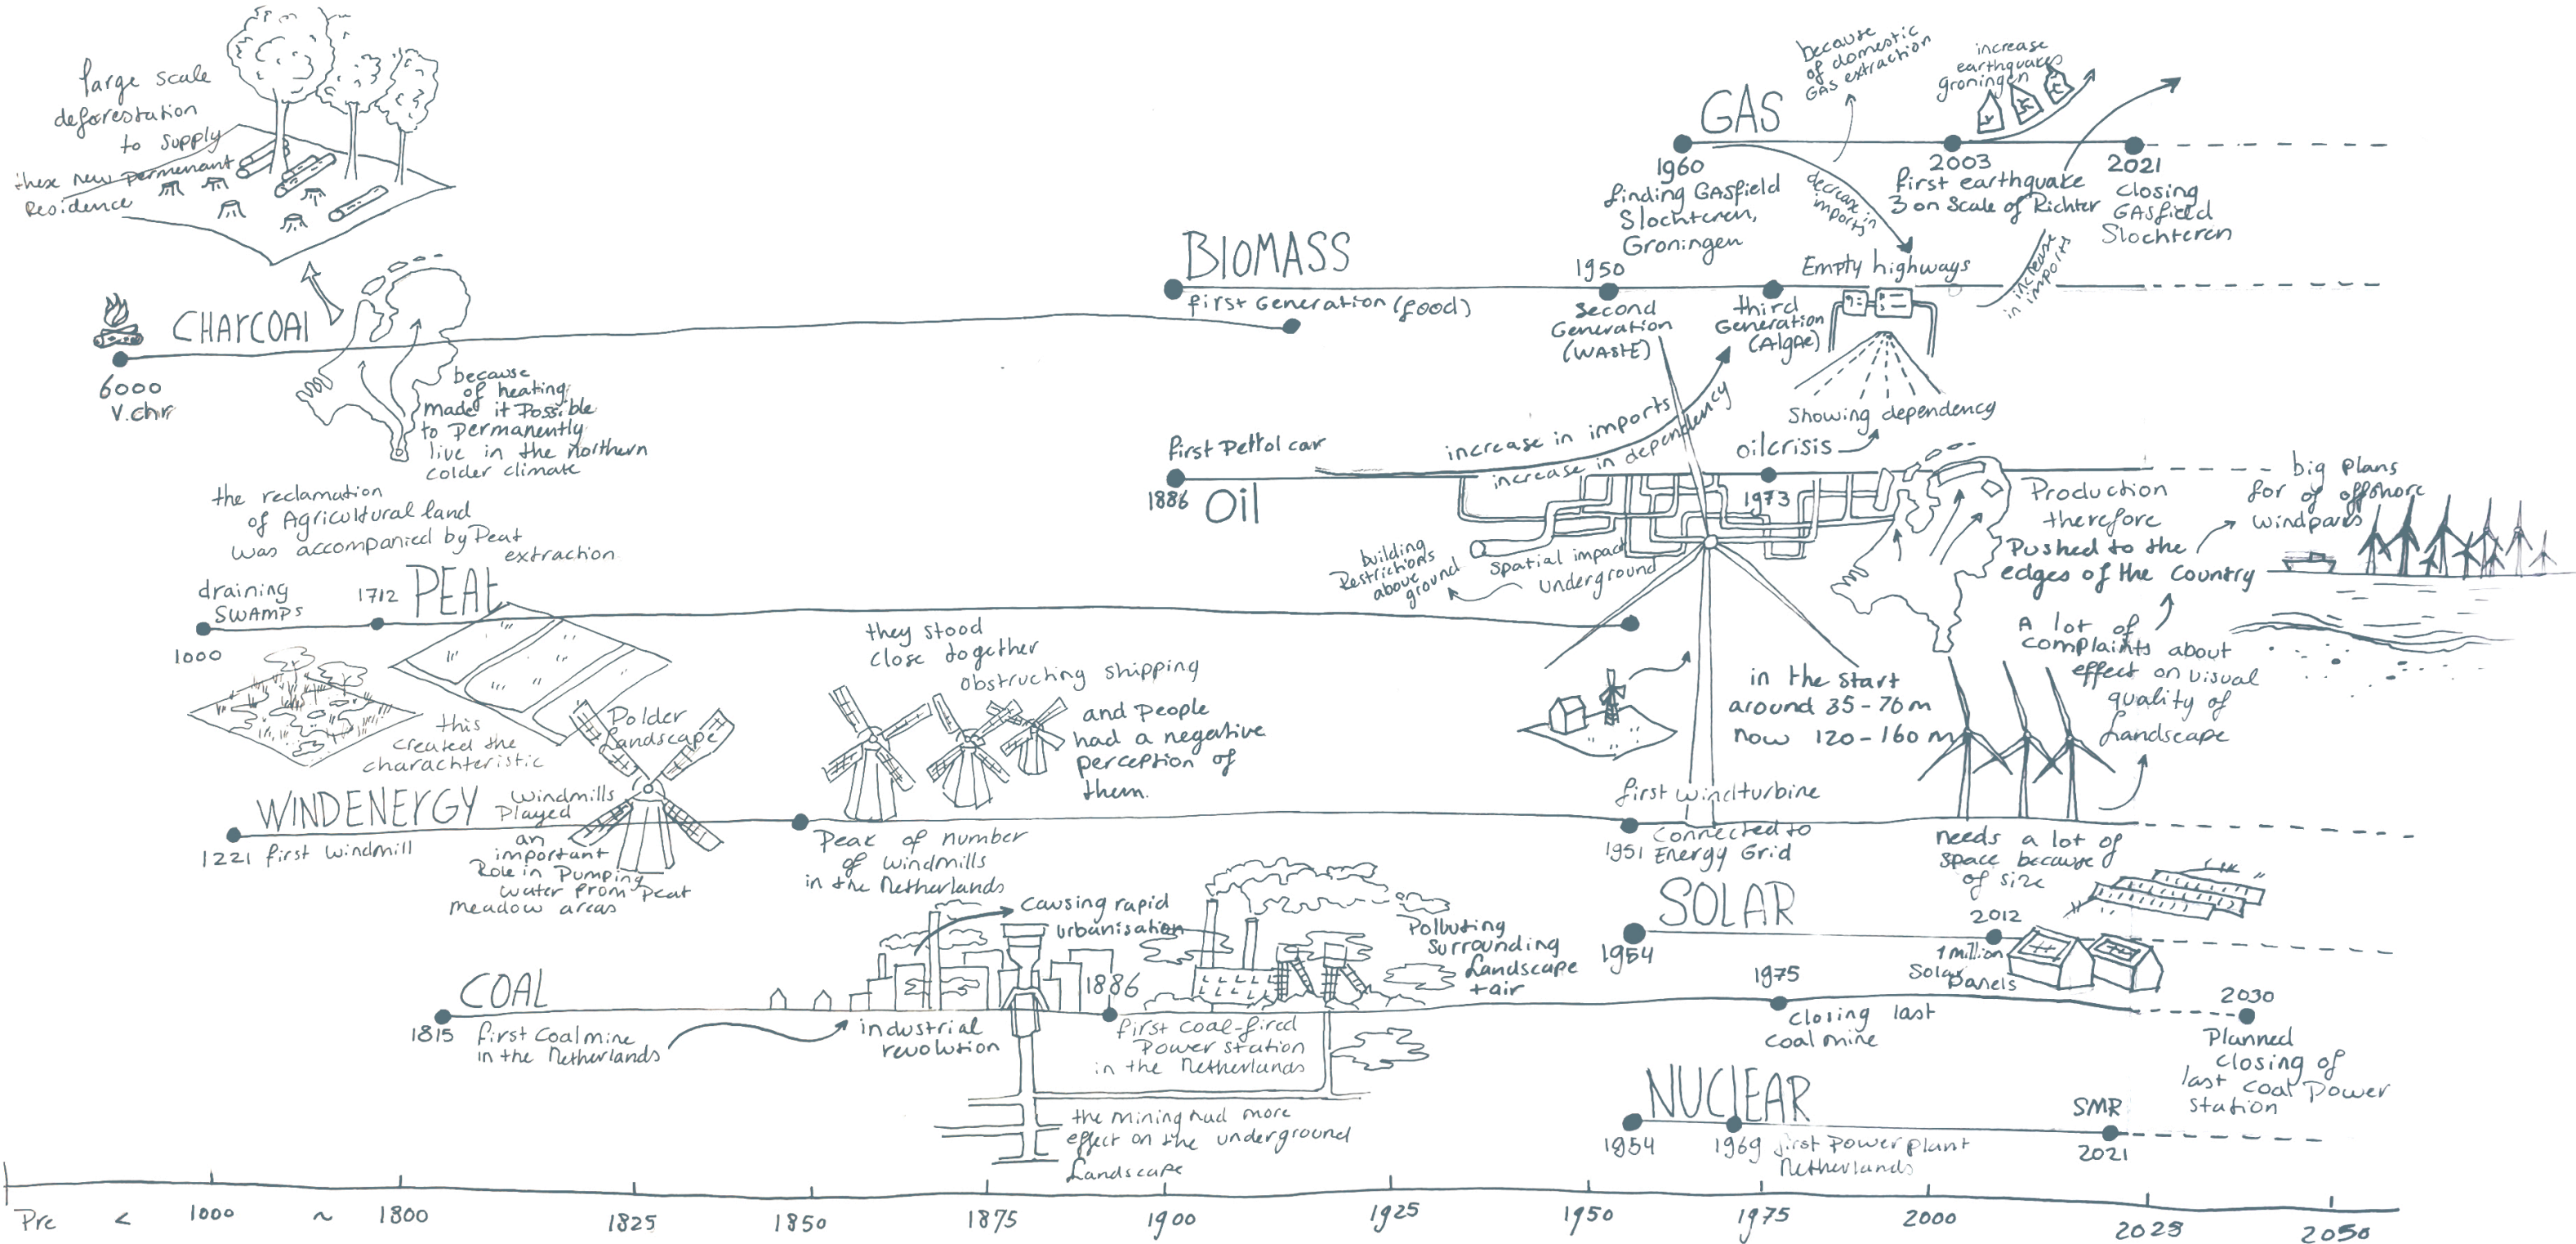 large scale
deforestation
to supply
these new permenant
Residence
CHARCOAL
6000
V.chr
because
of heating
made it Possible
to Permanently
live in the northern
colder climate
the reclamation
of Agricultural land
was accompanied by Peat
extraction
draining
SWAMPS
1000
1712
PEAT
this
created the
charachteristic
Polder
Landscape
WINDENERGY
1221 first windmill
windmills
Played
an
important
Role in Pumping
water from Peat
meadow areas
they stood
close together
obstructing shipping
and People
had a negative
perception of
them.
Peak of number
of windmills
in the Netherlands
COAL
1815 first Coalmine
in the Netherlands
industrial
revolution
causing rapid
urbanisation
1886
first coal-fired
Power station
in the Netherlands
Polluting
Surrounding
Landscape
+air
the mining had more
effect on the underground
Landscape
1975
closing last
coal mine
2030
Planned
closing of
last coal Power
station
BIOMASS
first Generation (food)
1950
second
Generation
(WASTE)
third
Generation
(Algae)
Empty highways
Showing dependency
GAS
1960
finding GASfield
Slochteren,
Groningen
because
of domestic
GAS extraction
decrease in
imports
increase
earthquakes
groningen
2003
first earthquake
3 on Scale of Richter
2021
closing
GASfield
Slochteren
increase
in imports
first Pettol car
1886
Oil
increase in imports
increase in dependency
oilcrisis
1973
building
Restrictions
above
ground
spatial impact
underground
Production
therefore
Pushed to the
edges of the country
big plans
for of offshore
windparks
A lot of
complaints about
effect on visual
quality of
Landscape
in the start
around 35-70 m
now 120-160 m
first windturbine
1951
Connected to
Energy Grid
needs a lot of
space because
of size
SOLAR
1954
2012
1 million
Solar
Panels
NUCLEAR
1954
1969 first Power plant
Netherlands
SMR
2021
Pre < 1000 ~ 1800 1825 1850 1875 1900 1925 1950 1975 2000 2025 2050